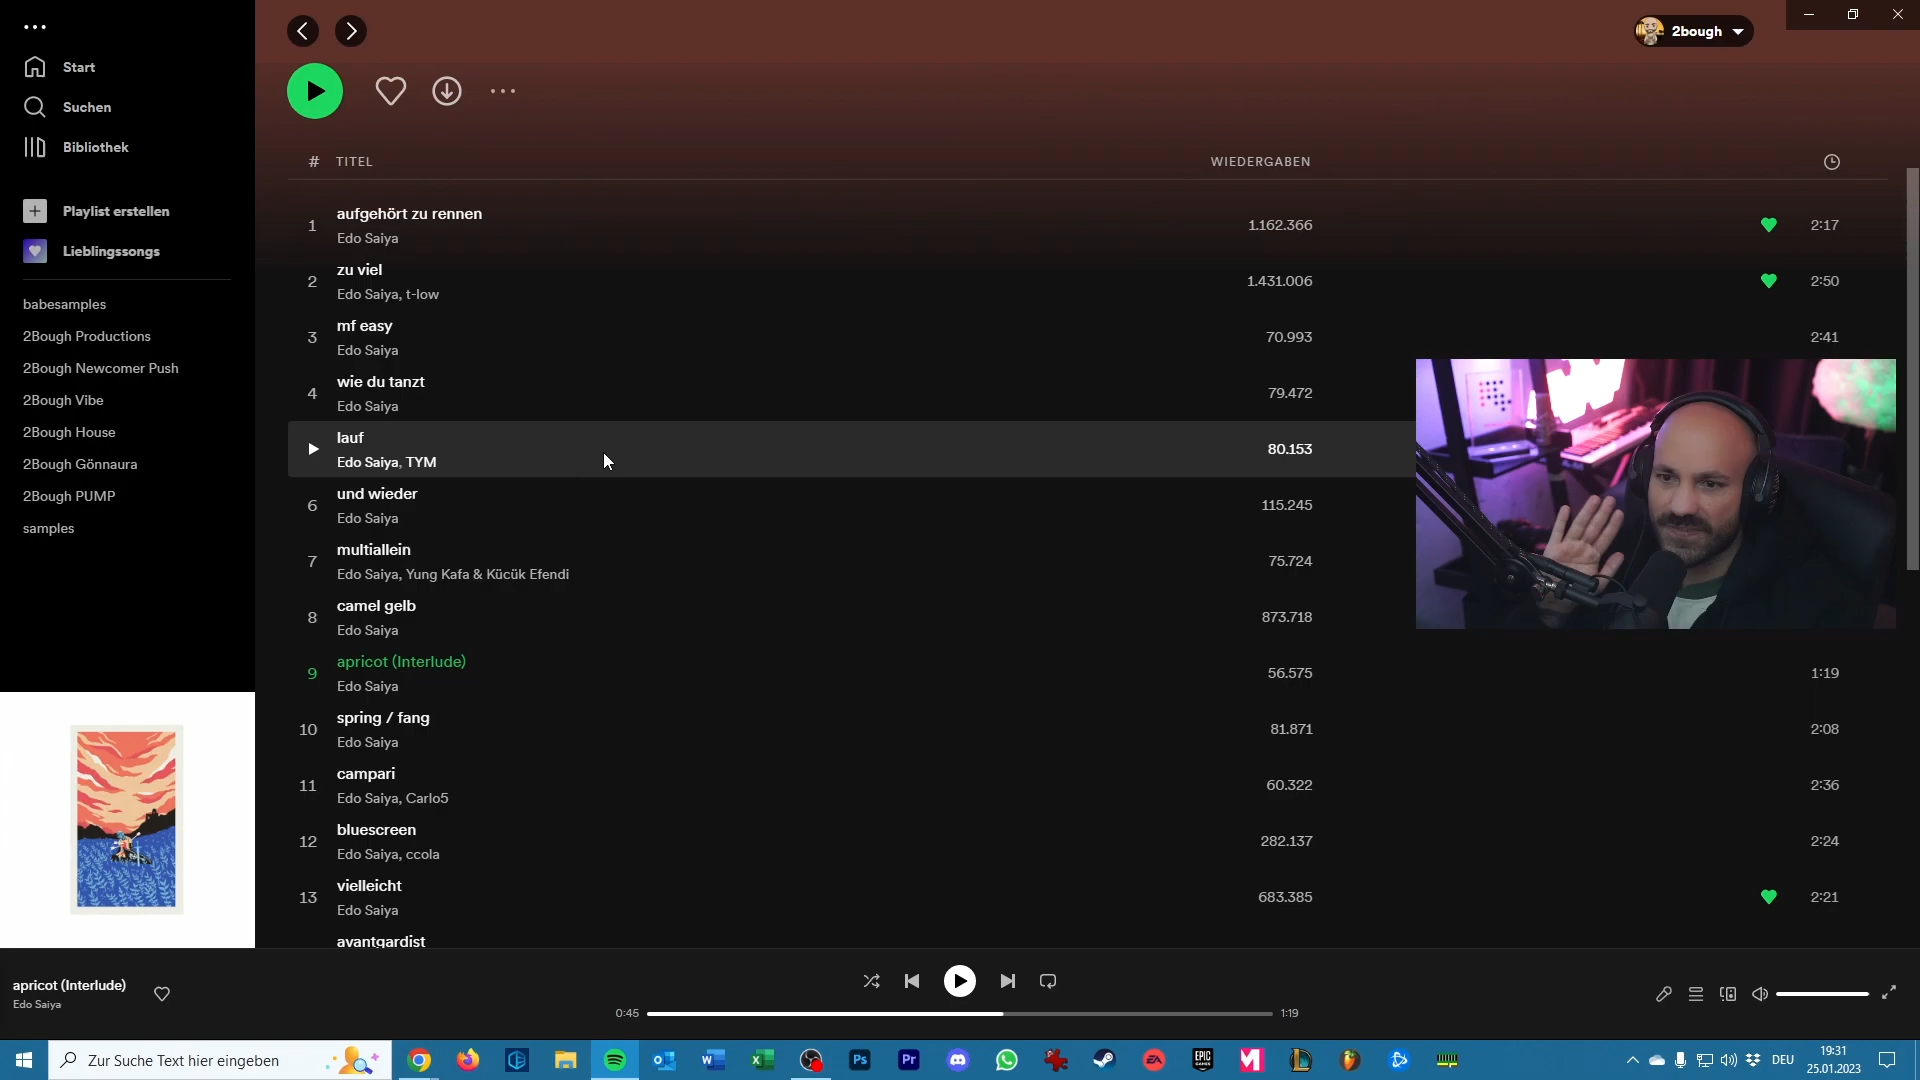 Start
2bough
Suchen
Bibliothek
# TITEL WIEDERGABEN
Playlist erstellen
Lieblingssongs
babesamples
2Bough Productions
2Bough Newcomer Push
2Bough Vibe
2Bough House
2Bough Gönnaura
2Bough PUMP
samples
1 aufgehört zu rennen 1.162.366 2:17
Edo Saiya
2 zu viel 1.431.006 2:50
Edo Saiya, t-low
3 mf easy 70.993 2:41
Edo Saiya
4 wie du tanzt 79.472
Edo Saiya
lauf 80.153
Edo Saiya, TYM
6 und wieder 115.245
Edo Saiya
7 multiallein 75.724
Edo Saiya, Yung Kafa & Kücük Efendi
8 camel gelb 873.718
Edo Saiya
9 apricot (Interlude) 56.575 1:19
Edo Saiya
10 spring / fang 81.871 2:08
Edo Saiya
11 campari 60.322 2:36
Edo Saiya, Carlo5
12 bluescreen 282.137 2:24
Edo Saiya, ccola
13 vielleicht 683.385 2:21
Edo Saiya
avantgardist
apricot (Interlude)
Edo Saiya
0:45 1:19
Zur Suche Text hier eingeben
Ps
Pr
EA
EPIC GAMES
DEU
19:31
25.01.2023